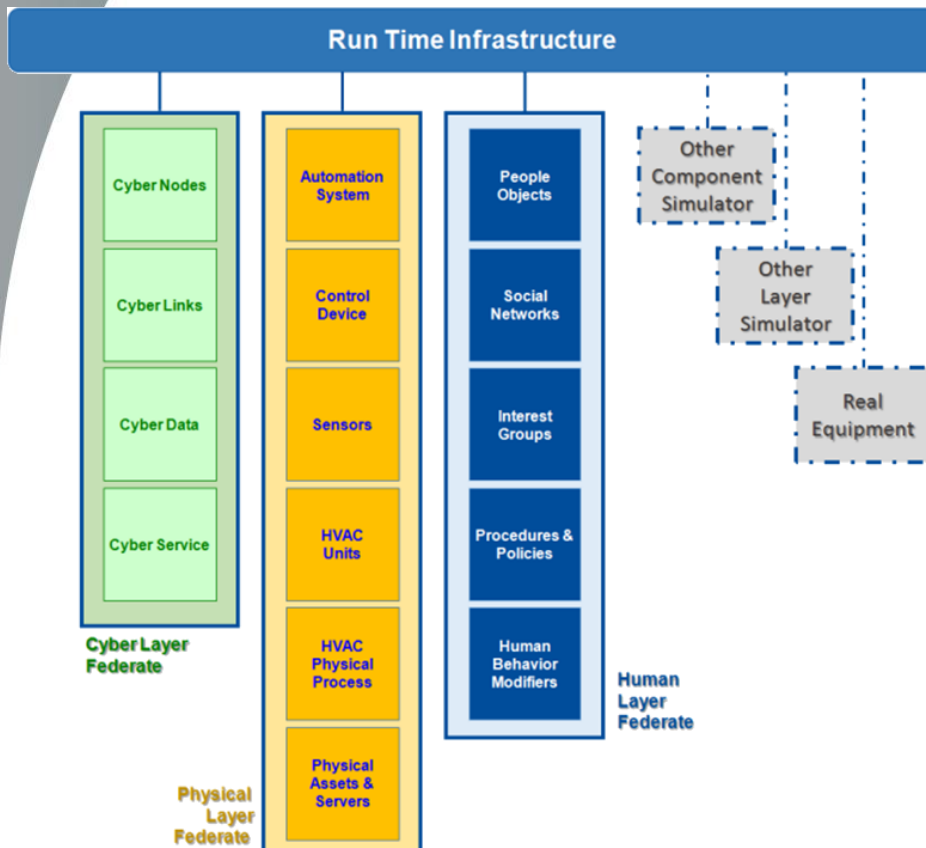 Run Time Infrastructure
Cyber Nodes
Cyber Links
Cyber Data
Cyber Service
Cyber Layer
Federate
Automation
System
Control
Device
Sensors
HVAC
Units
HVAC
Physical
Process
Physical
Assets &
Servers
Physical
Layer
Federate
People
Objects
Social
Networks
Interest
Groups
Procedures &
Policies
Human
Behavior
Modifiers
Human
Layer
Federate
Other
Component
Simulator
Other
Layer
Simulator
Real
Equipment